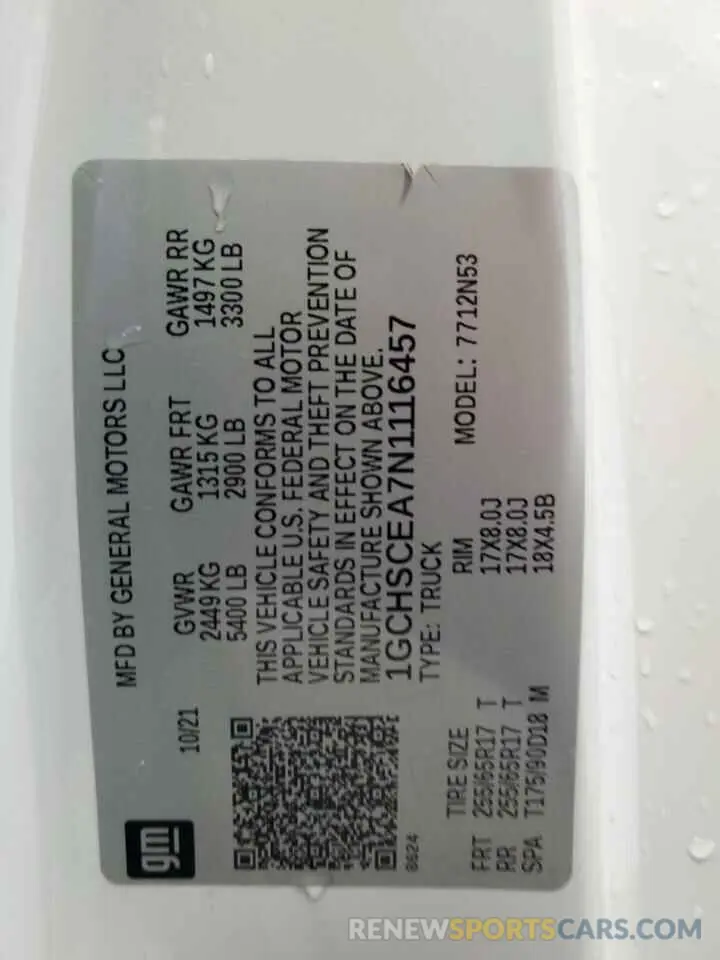 gm
10/21
MFD BY GENERAL MOTORS LLC
GVWR GAWR FRT GAWR RR
2449 KG 1315 KG 1497 KG
5400 LB 2900 LB 3300 LB
THIS VEHICLE CONFORMS TO ALL
APPLICABLE U.S. FEDERAL MOTOR
VEHICLE SAFETY AND THEFT PREVENTION
STANDARDS IN EFFECT ON THE DATE OF
MANUFACTURE SHOWN ABOVE.
1GCHSCEA7N1116457
8624
TYPE: TRUCK
MODEL: 7712N53
TIRE SIZE RIM
FRT 255/65R17 T 17X8.0J
RR 255/65R17 T 17X8.0J
SPA T175/90D18 M 18X4.5B
RENEWSPORTSCARS.COM